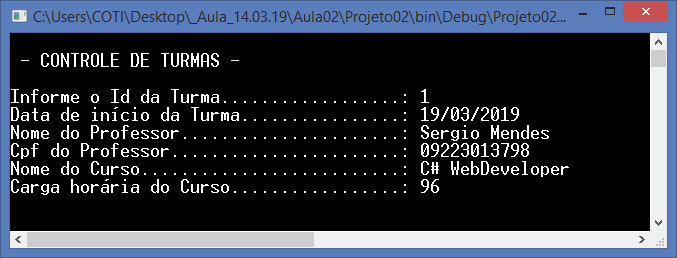 C:\Users\COTI\Desktop\_Aula_14.03.19\Aula02\Projeto02\bin\Debug\Projeto02...
- CONTROLE DE TURMAS -
Informe o Id da Turma..................: 1
Data de início da Turma................: 19/03/2019
Nome do Professor......................: Sergio Mendes
Cpf do Professor.......................: 09223013798
Nome do Curso..........................: C# WebDeveloper
Carga horária do Curso.................: 96